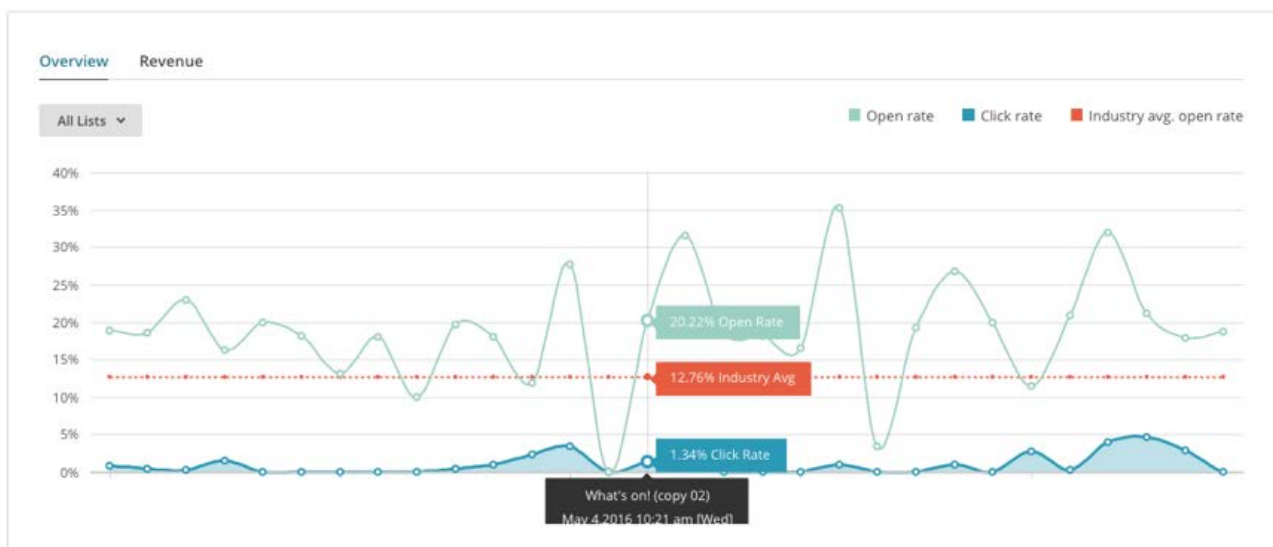 Overview Revenue
All Lists
Open rate Click rate Industry avg. open rate
40%
35%
30%
25%
20%
15%
10%
5%
0%
20.22% Open Rate
12.76% Industry Avg
1.34% Click Rate
What's on! (copy 02)
May 4 2016 10:21 am [Wed]